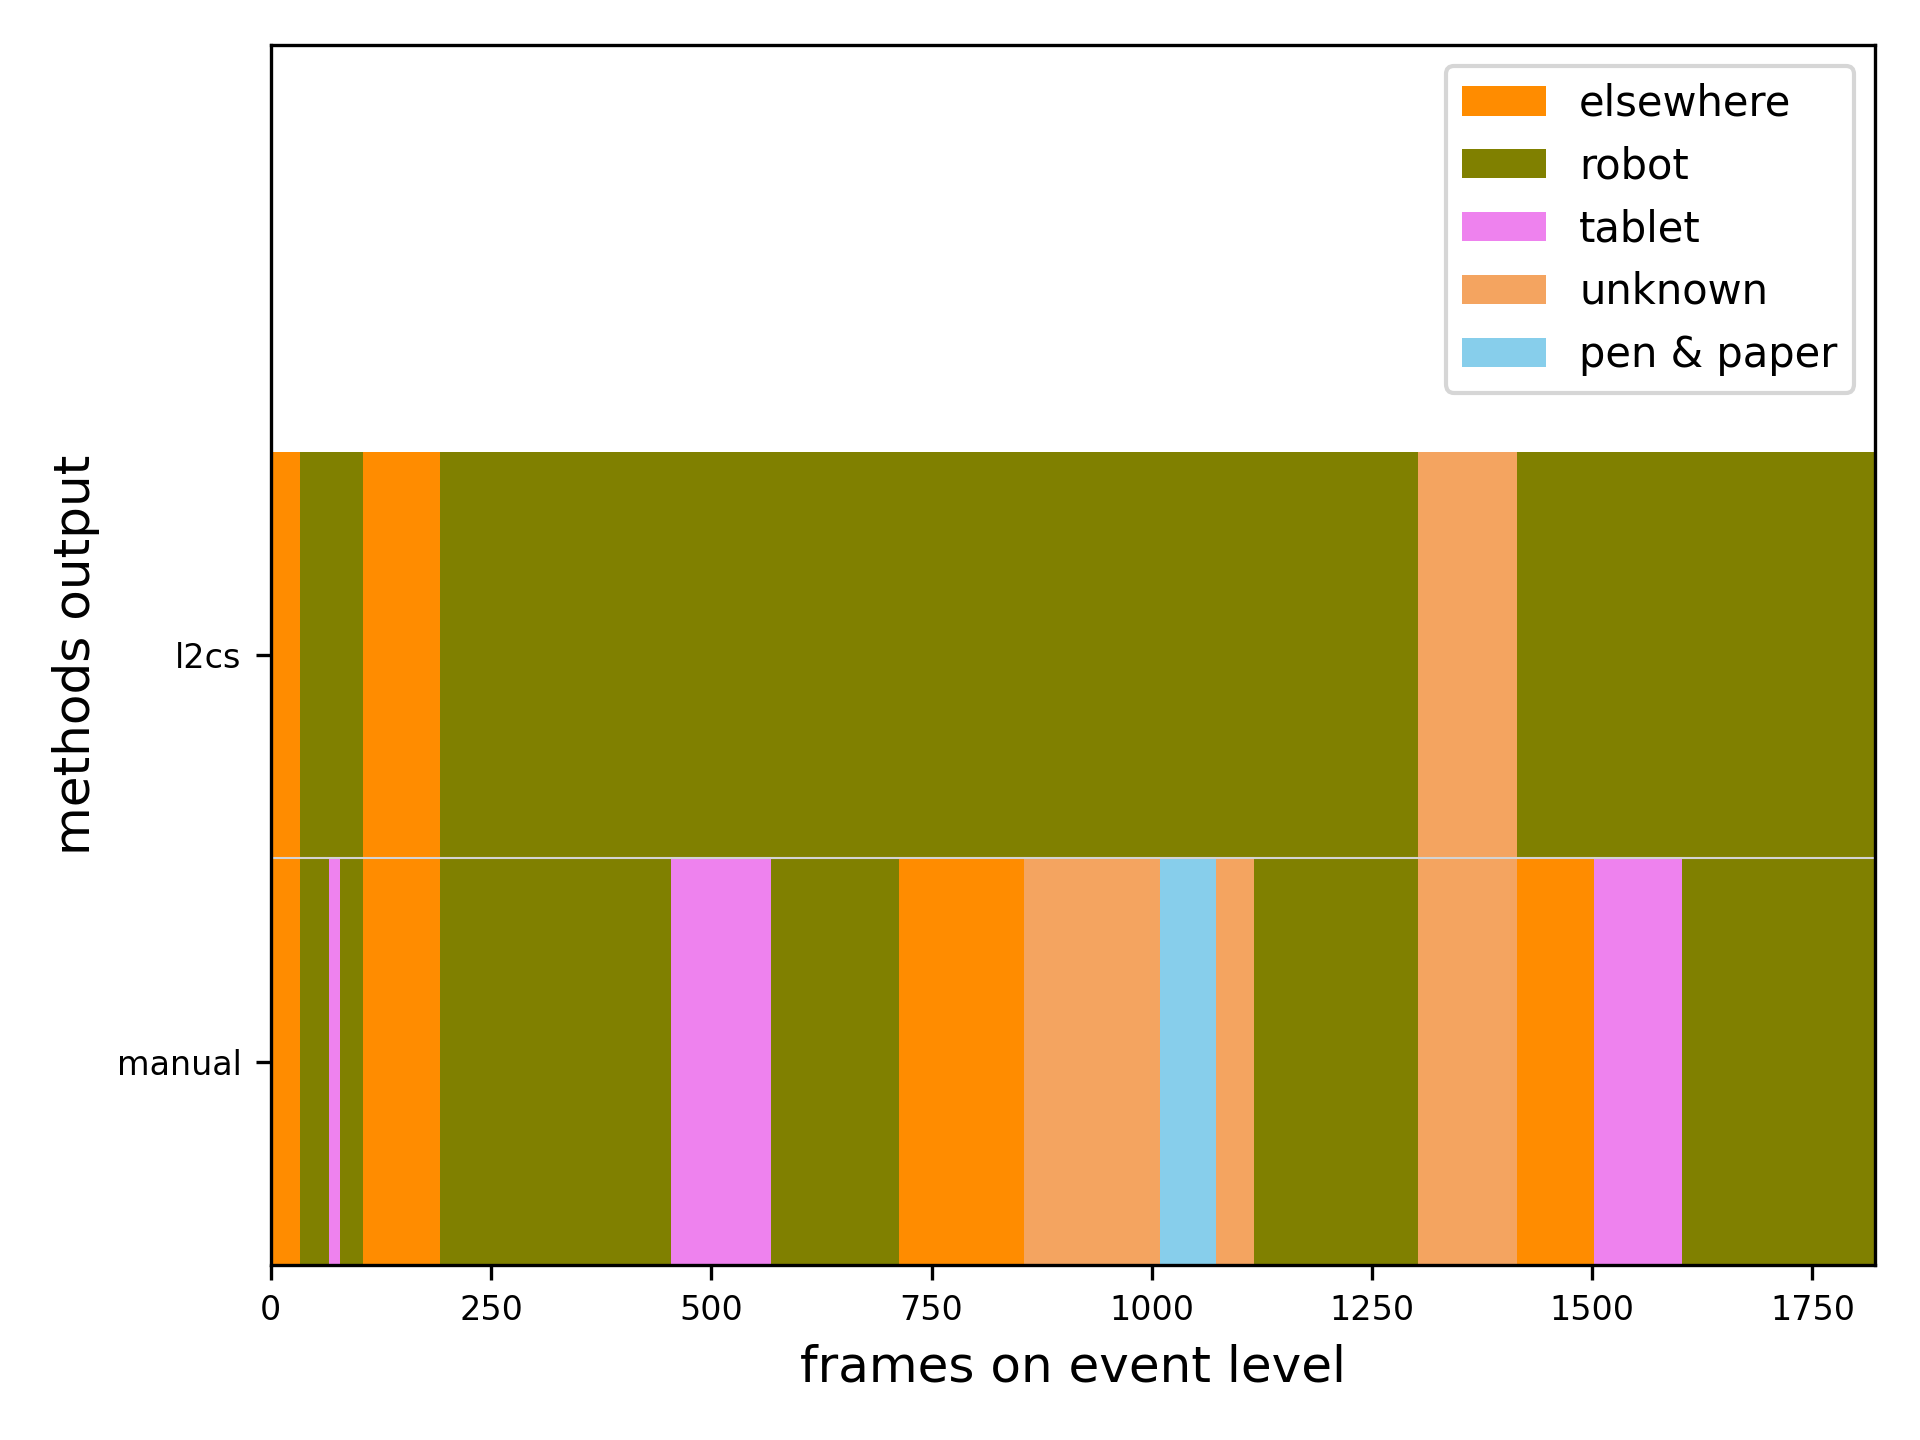 elsewhere
robot
tablet
unknown
pen & paper
methods output
l2cs
manual
0 250 500 750 1000 1250 1500 1750
frames on event level